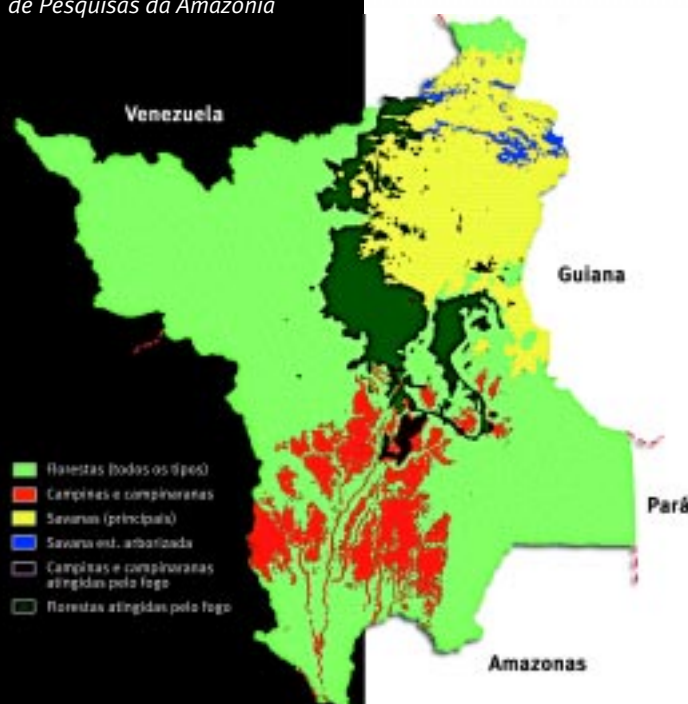 de Pesquisas da Amazônia
Venezuela
Guiana
Pará
Amazonas
Florestas (todos os tipos)
Campinas e campinaranas
Savanas (principais)
Savana est. arborizada
Campinas e campinaranas
atingidas pelo fogo
Florestas atingidas pelo fogo